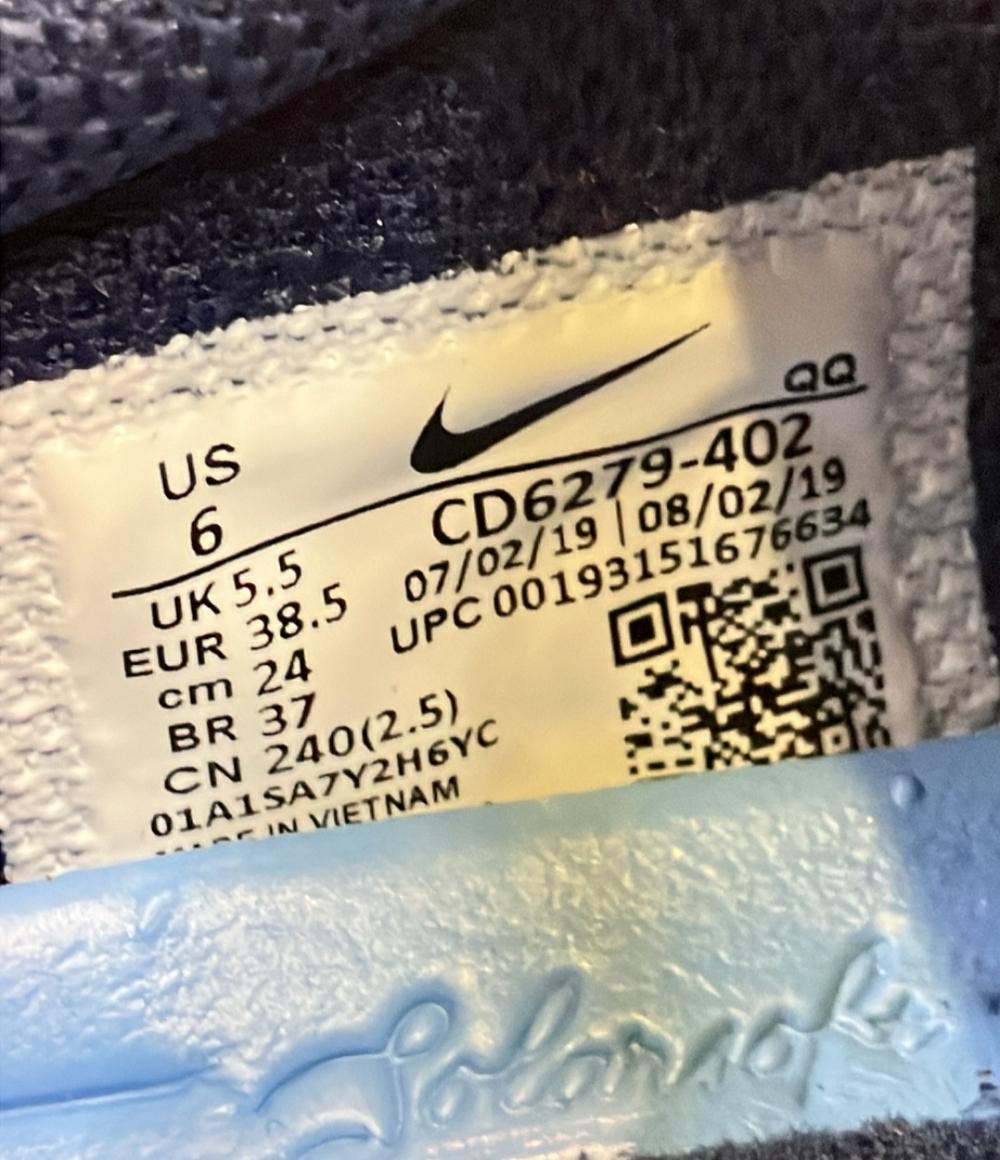 US
6
QQ
CD6279-402
07/02/19 | 08/02/19
UPC 00193151676634
UK 5.5
EUR 38.5
cm 24
BR 37
CN 240(2.5)
01A1SA7Y2H6YC
MADE IN VIETNAM